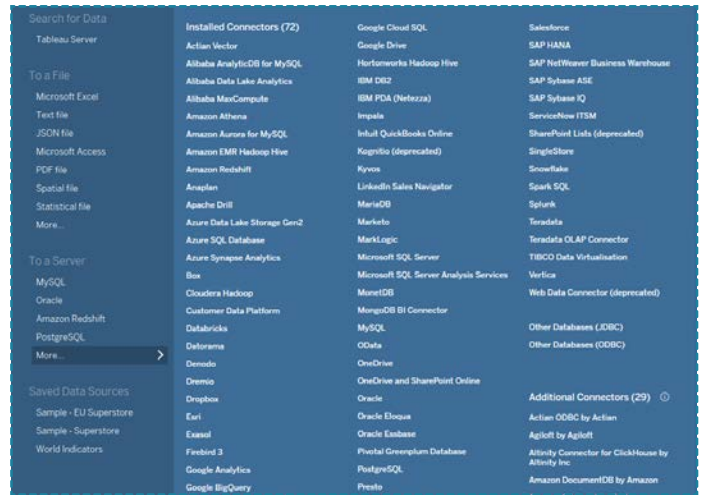 Search for Data
Tableau Server
To a File
Microsoft Excel
Text file
JSON file
Microsoft Access
PDF file
Spatial file
Statistical file
More...
To a Server
MySQL
Oracle
Amazon Redshift
PostgreSQL
More...
Saved Data Sources
Sample - EU Superstore
Sample - Superstore
World Indicators
Installed Connectors (72)
Actian Vector
Alibaba AnalyticDB for MySQL
Alibaba Data Lake Analytics
Alibaba MaxCompute
Amazon Athena
Amazon Aurora for MySQL
Amazon EMR Hadoop Hive
Amazon Redshift
Anaplan
Apache Drill
Azure Data Lake Storage Gen2
Azure SQL Database
Azure Synapse Analytics
Box
Cloudera Hadoop
Customer Data Platform
Databricks
Datorama
Denodo
Dremio
Dropbox
Esri
Exasol
Firebird 3
Google Analytics
Google BigQuery
Google Cloud SQL
Google Drive
Hortonworks Hadoop Hive
IBM DB2
IBM PDA (Netezza)
Impala
Intuit QuickBooks Online
Kognitio (deprecated)
Kyvos
LinkedIn Sales Navigator
MariaDB
Marketo
MarkLogic
Microsoft SQL Server
Microsoft SQL Server Analysis Services
MonetDB
MongoDB BI Connector
MySQL
OData
OneDrive
OneDrive and SharePoint Online
Oracle
Oracle Eloqua
Oracle Essbase
Pivotal Greenplum Database
PostgreSQL
Presto
Salesforce
SAP HANA
SAP NetWeaver Business Warehouse
SAP Sybase ASE
SAP Sybase IQ
ServiceNow ITSM
SharePoint Lists (deprecated)
SingleStore
Snowflake
Spark SQL
Splunk
Teradata
Teradata OLAP Connector
TIBCO Data Virtualisation
Vertica
Web Data Connector (deprecated)
Other Databases (JDBC)
Other Databases (ODBC)
Additional Connectors (29)
Actian ODBC by Actian
Agiloft by Agiloft
Altinity Connector for ClickHouse by
Altinity Inc
Amazon DocumentDB by Amazon